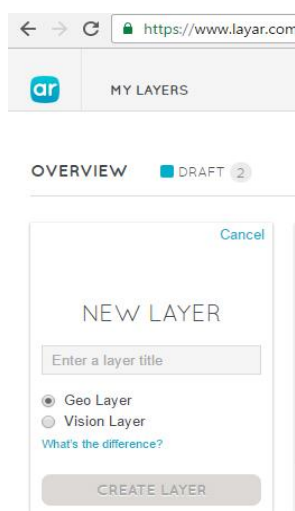 https://www.layar.com
ar MY LAYERS
OVERVIEW DRAFT 2
Cancel
NEW LAYER
Enter a layer title
Geo Layer
Vision Layer
What's the difference?
CREATE LAYER